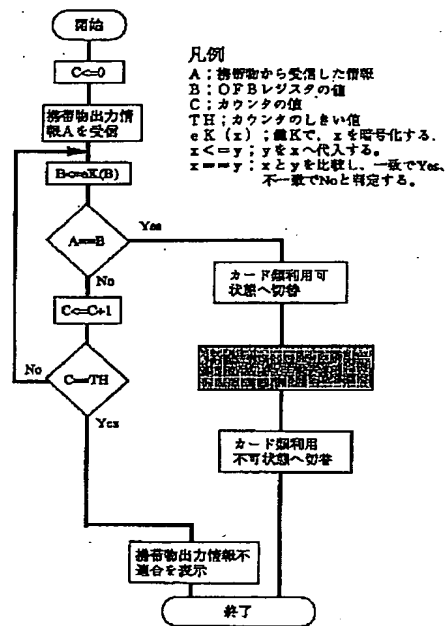 開始
C<=0
携帯物出力情
報Aを受信
B<=eK(B)
A==B
Yes
No
C<=C+1
C==TH
No
Yes
カード類利用可
状態へ切替
カード類利用
不可状態へ切替
携帯物出力情報不
適合を表示
終了
凡例
A;携帯物から受信した情報
B;OFBレジスタの値
C;カウンタの値
TH;カウンタのしきい値
eK(x);鍵Kで、xを暗号化する.
x<=y;yをxへ代入する。
x==y;xとyを比較し、一致でYes、
不一致でNoと判定する。